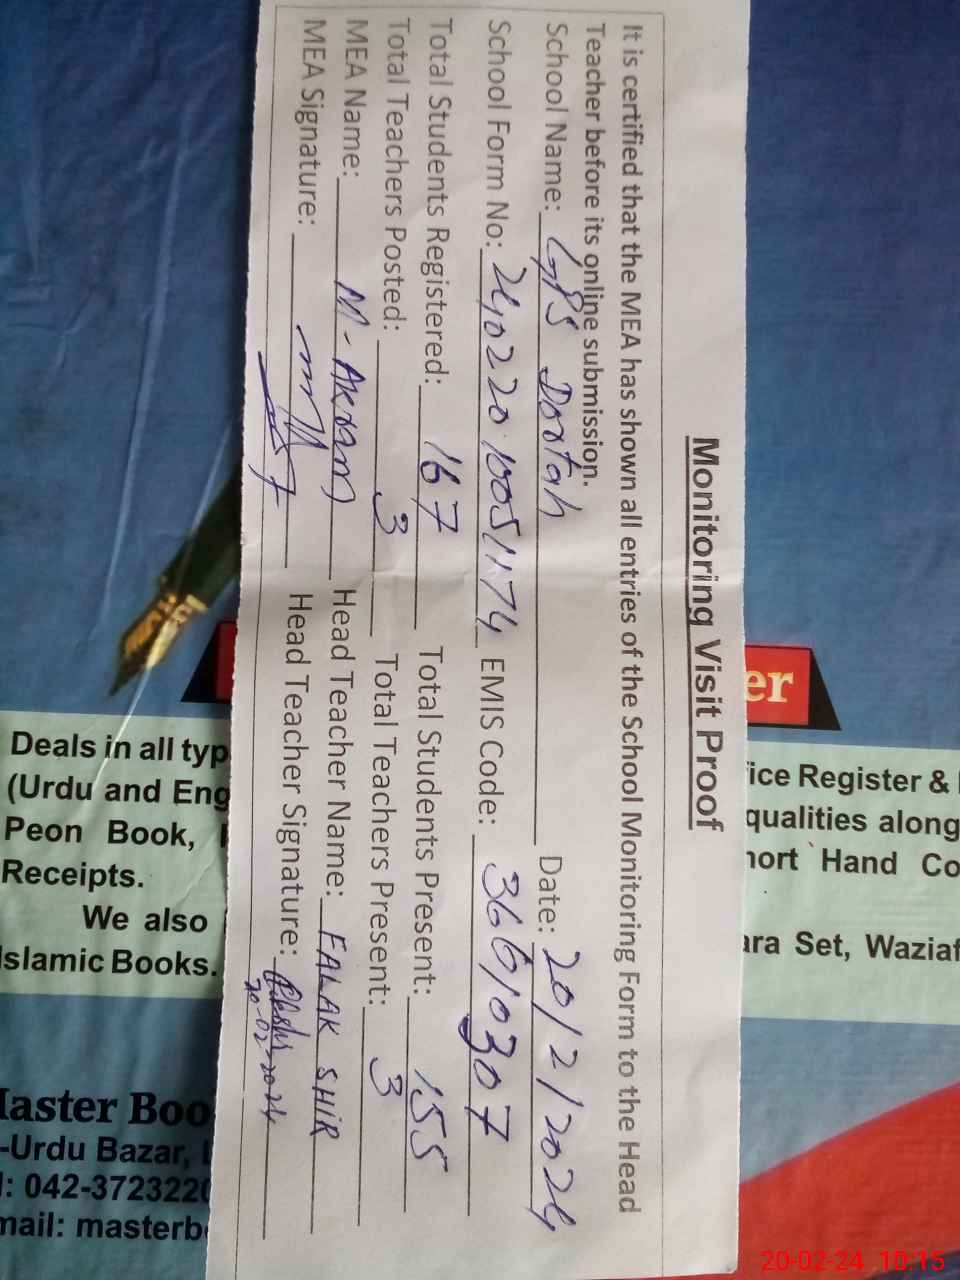 Monitoring Visit Proof
It is certified that the MEA has shown all entries of the School Monitoring Form to the Head
Teacher before its online submission.
School Name: GPS Dortah Date: 20/2/2024
School Form No: EMIS Code: 36610307
Total Students Registered: 167 Total Students Present: 155
Total Teachers Posted: 3 Total Teachers Present: 3
MEA Name: M-Akram Head Teacher Name: FALAK SHIR
MEA Signature: Head Teacher Signature:
20-02-2024
er
Deals in all typ
(Urdu and Eng
Peon Book,
Receipts.
We also
Islamic Books.
ice Register &
qualities along
hort Hand Co
ara Set, Waziaf
Master Boo
-Urdu Bazar,
: 042-3723220
mail: masterb
20-02-24 10:15